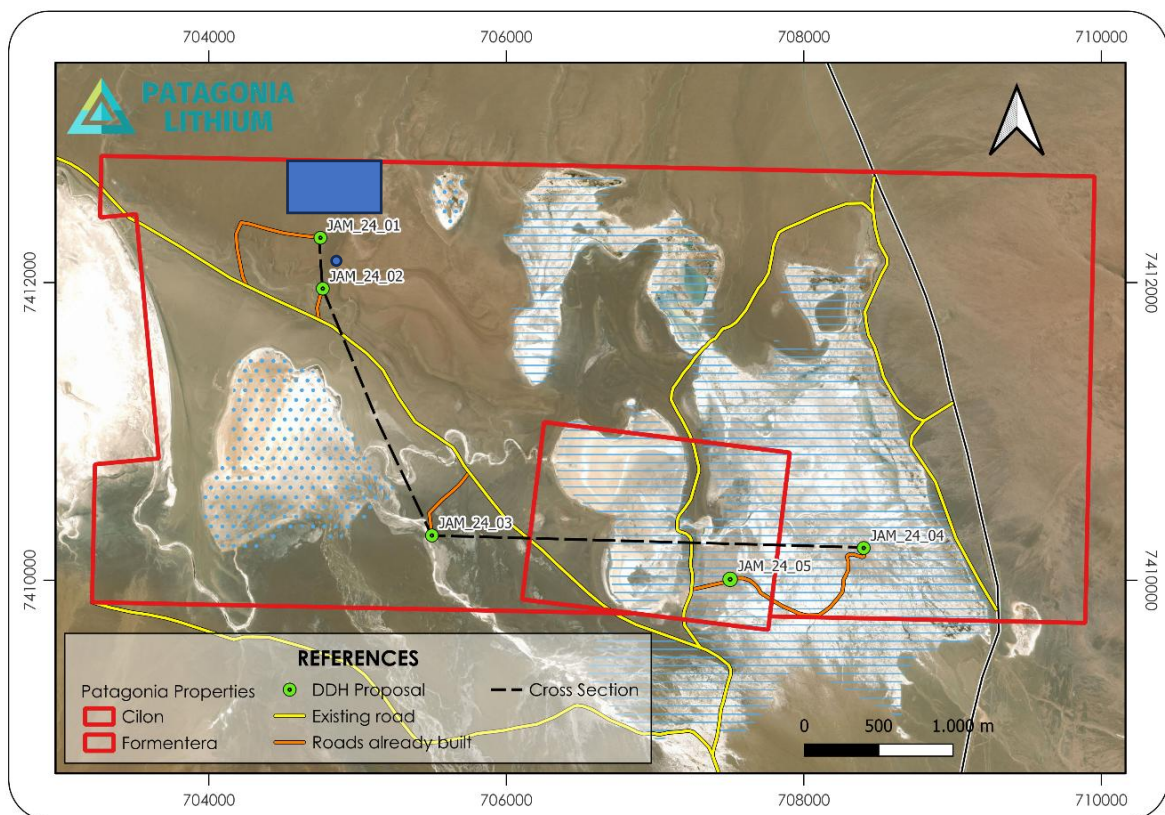 704000
706000
708000
710000
PATAGONIA
LITHIUM
JAM_24_01
JAM_24_02
7412000
7412000
JAM_24_03
JAM_24_04
JAM_24_05
7410000
7410000
REFERENCES
Patagonia Properties
Cilon
Formentera
DDH Proposal
Existing road
Roads already built
Cross Section
0 500 1.000 m
704000
706000
708000
710000